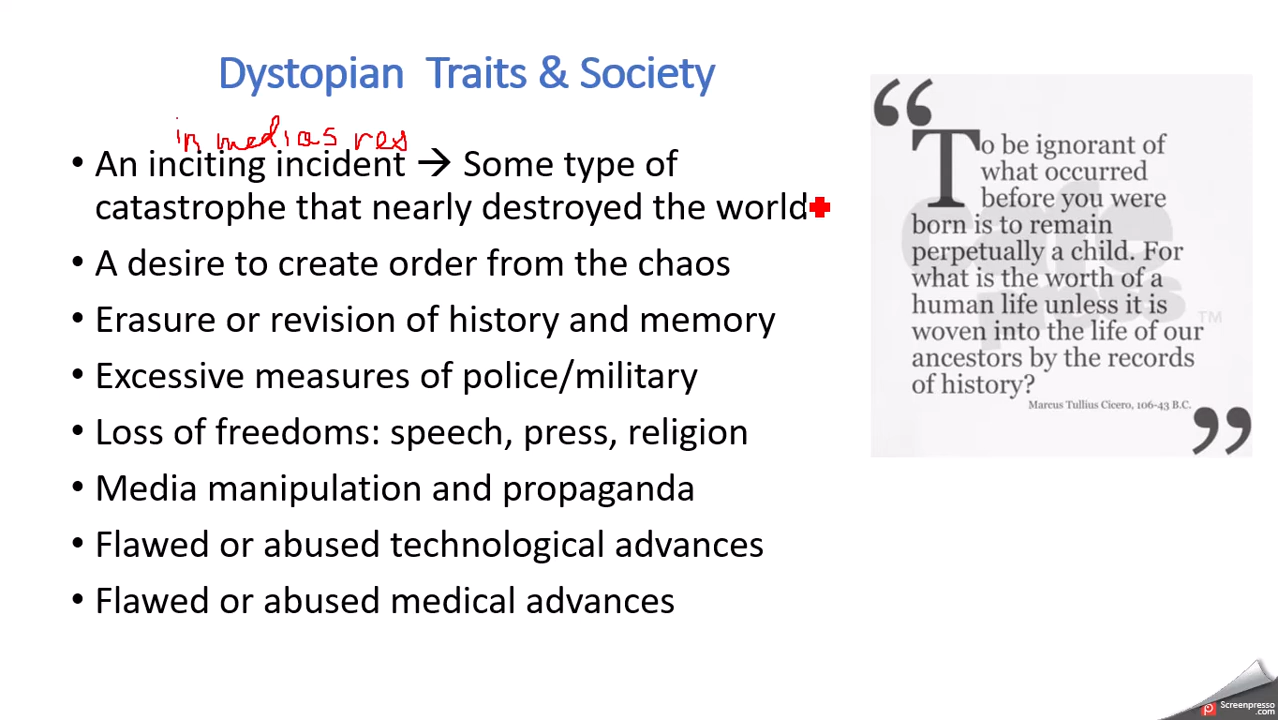 Dystopian Traits & Society
in medias res
• An inciting incident → Some type of
catastrophe that nearly destroyed the world
• A desire to create order from the chaos
• Erasure or revision of history and memory
• Excessive measures of police/military
• Loss of freedoms: speech, press, religion
• Media manipulation and propaganda
• Flawed or abused technological advances
• Flawed or abused medical advances
“
To be ignorant of
what occurred
before you were
born is to remain
perpetually a child. For
what is the worth of a
human life unless it is
woven into the life of our
ancestors by the records
of history?
Marcus Tullius Cicero, 106-43 B.C.
”
TM
Screenpresso
.com